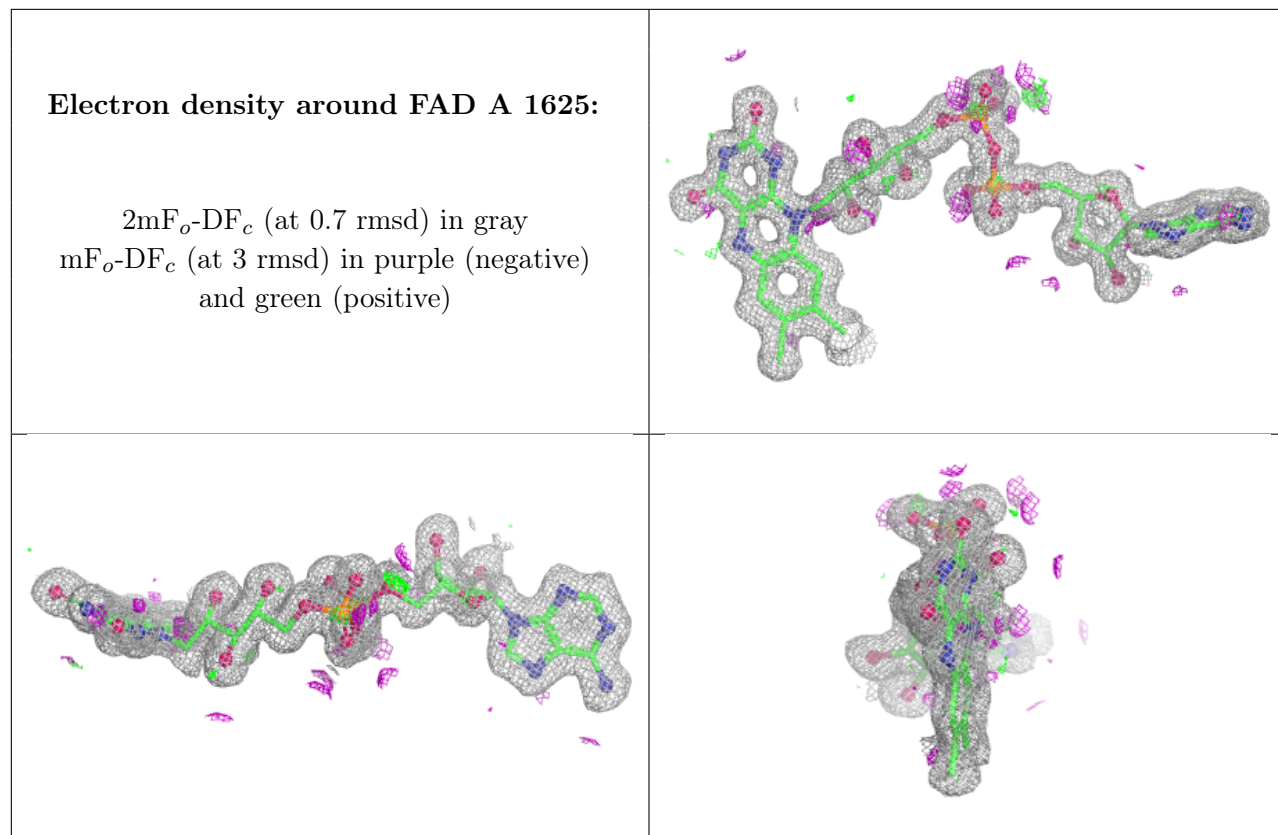 Electron density around FAD A 1625:
2mFo-DFc (at 0.7 rmsd) in gray
mFo-DFc (at 3 rmsd) in purple (negative)
and green (positive)